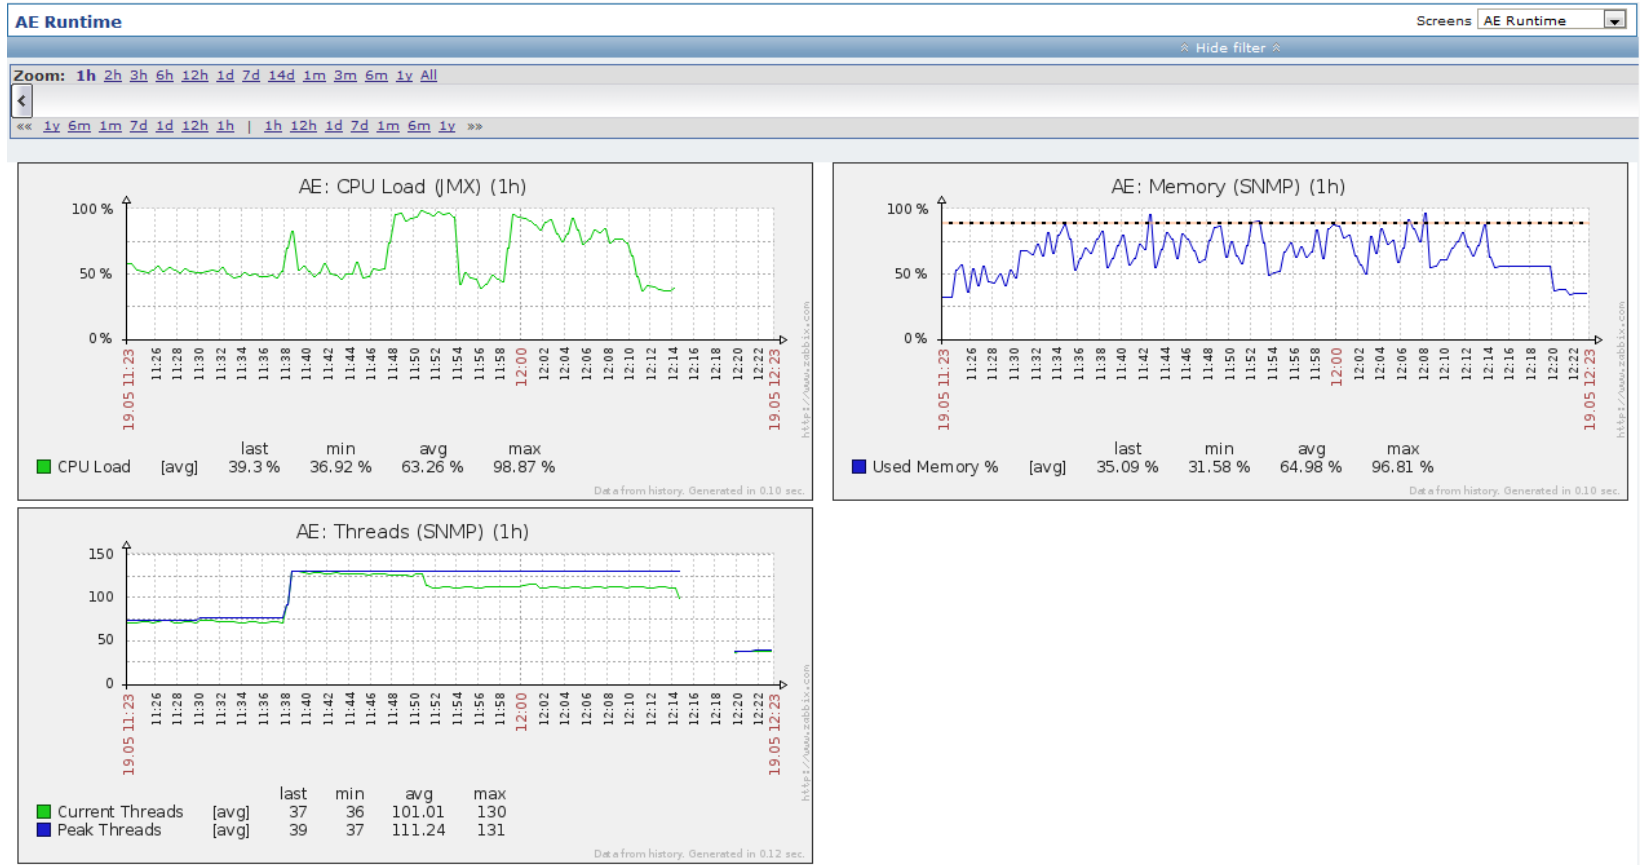 AE Runtime
Screens AE Runtime
Hide filter
Zoom: 1h 2h 3h 6h 12h 1d 7d 14d 1m 3m 6m 1y All
«« 1y 6m 1m 7d 1d 12h 1h | 1h 12h 1d 7d 1m 6m 1y »»
AE: CPU Load (JMX) (1h)
100 %
50 %
0 %
19.05 11:23 11:26 11:28 11:30 11:32 11:34 11:36 11:38 11:40 11:42 11:44 11:46 11:48 11:50 11:52 11:54 11:56 11:58 12:00 12:02 12:04 12:06 12:08 12:10 12:12 12:14 12:16 12:18 12:20 12:22 19.05 12:23
http://www.zabbix.com
last min avg max
CPU Load [avg] 39.3 % 36.92 % 63.26 % 98.87 %
Data from history. Generated in 0.10 sec.
AE: Memory (SNMP) (1h)
100 %
50 %
0 %
19.05 11:23 11:26 11:28 11:30 11:32 11:34 11:36 11:38 11:40 11:42 11:44 11:46 11:48 11:50 11:52 11:54 11:56 11:58 12:00 12:02 12:04 12:06 12:08 12:10 12:12 12:14 12:16 12:18 12:20 12:22 19.05 12:23
http://www.zabbix.com
last min avg max
Used Memory % [avg] 35.09 % 31.58 % 64.98 % 96.81 %
Data from history. Generated in 0.10 sec.
AE: Threads (SNMP) (1h)
150
100
50
0
19.05 11:23 11:26 11:28 11:30 11:32 11:34 11:36 11:38 11:40 11:42 11:44 11:46 11:48 11:50 11:52 11:54 11:56 11:58 12:00 12:02 12:04 12:06 12:08 12:10 12:12 12:14 12:16 12:18 12:20 12:22 19.05 12:23
http://www.zabbix.com
last min avg max
Current Threads [avg] 37 36 101.01 130
Peak Threads [avg] 39 37 111.24 131
Data from history. Generated in 0.12 sec.